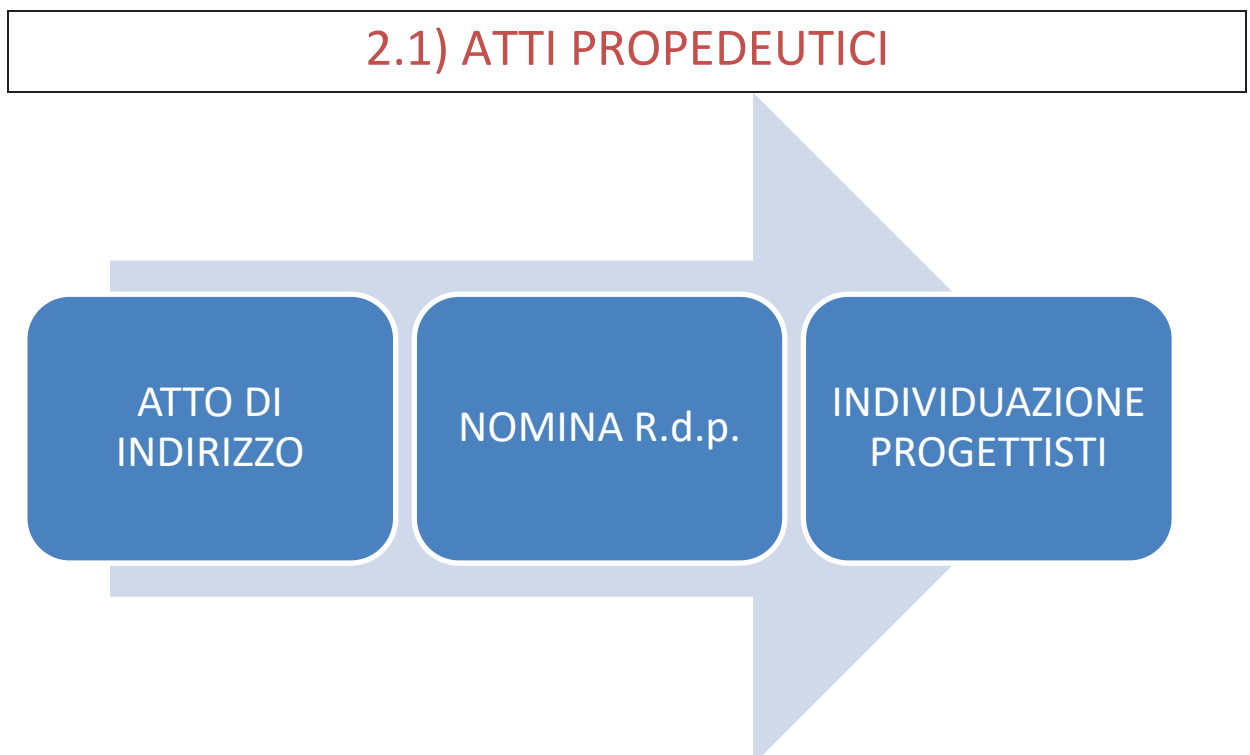 2.1) ATTI PROPEDEUTICI
ATTO DI
INDIRIZZO
NOMINA R.d.p.
INDIVIDUAZIONE
PROGETTISTI